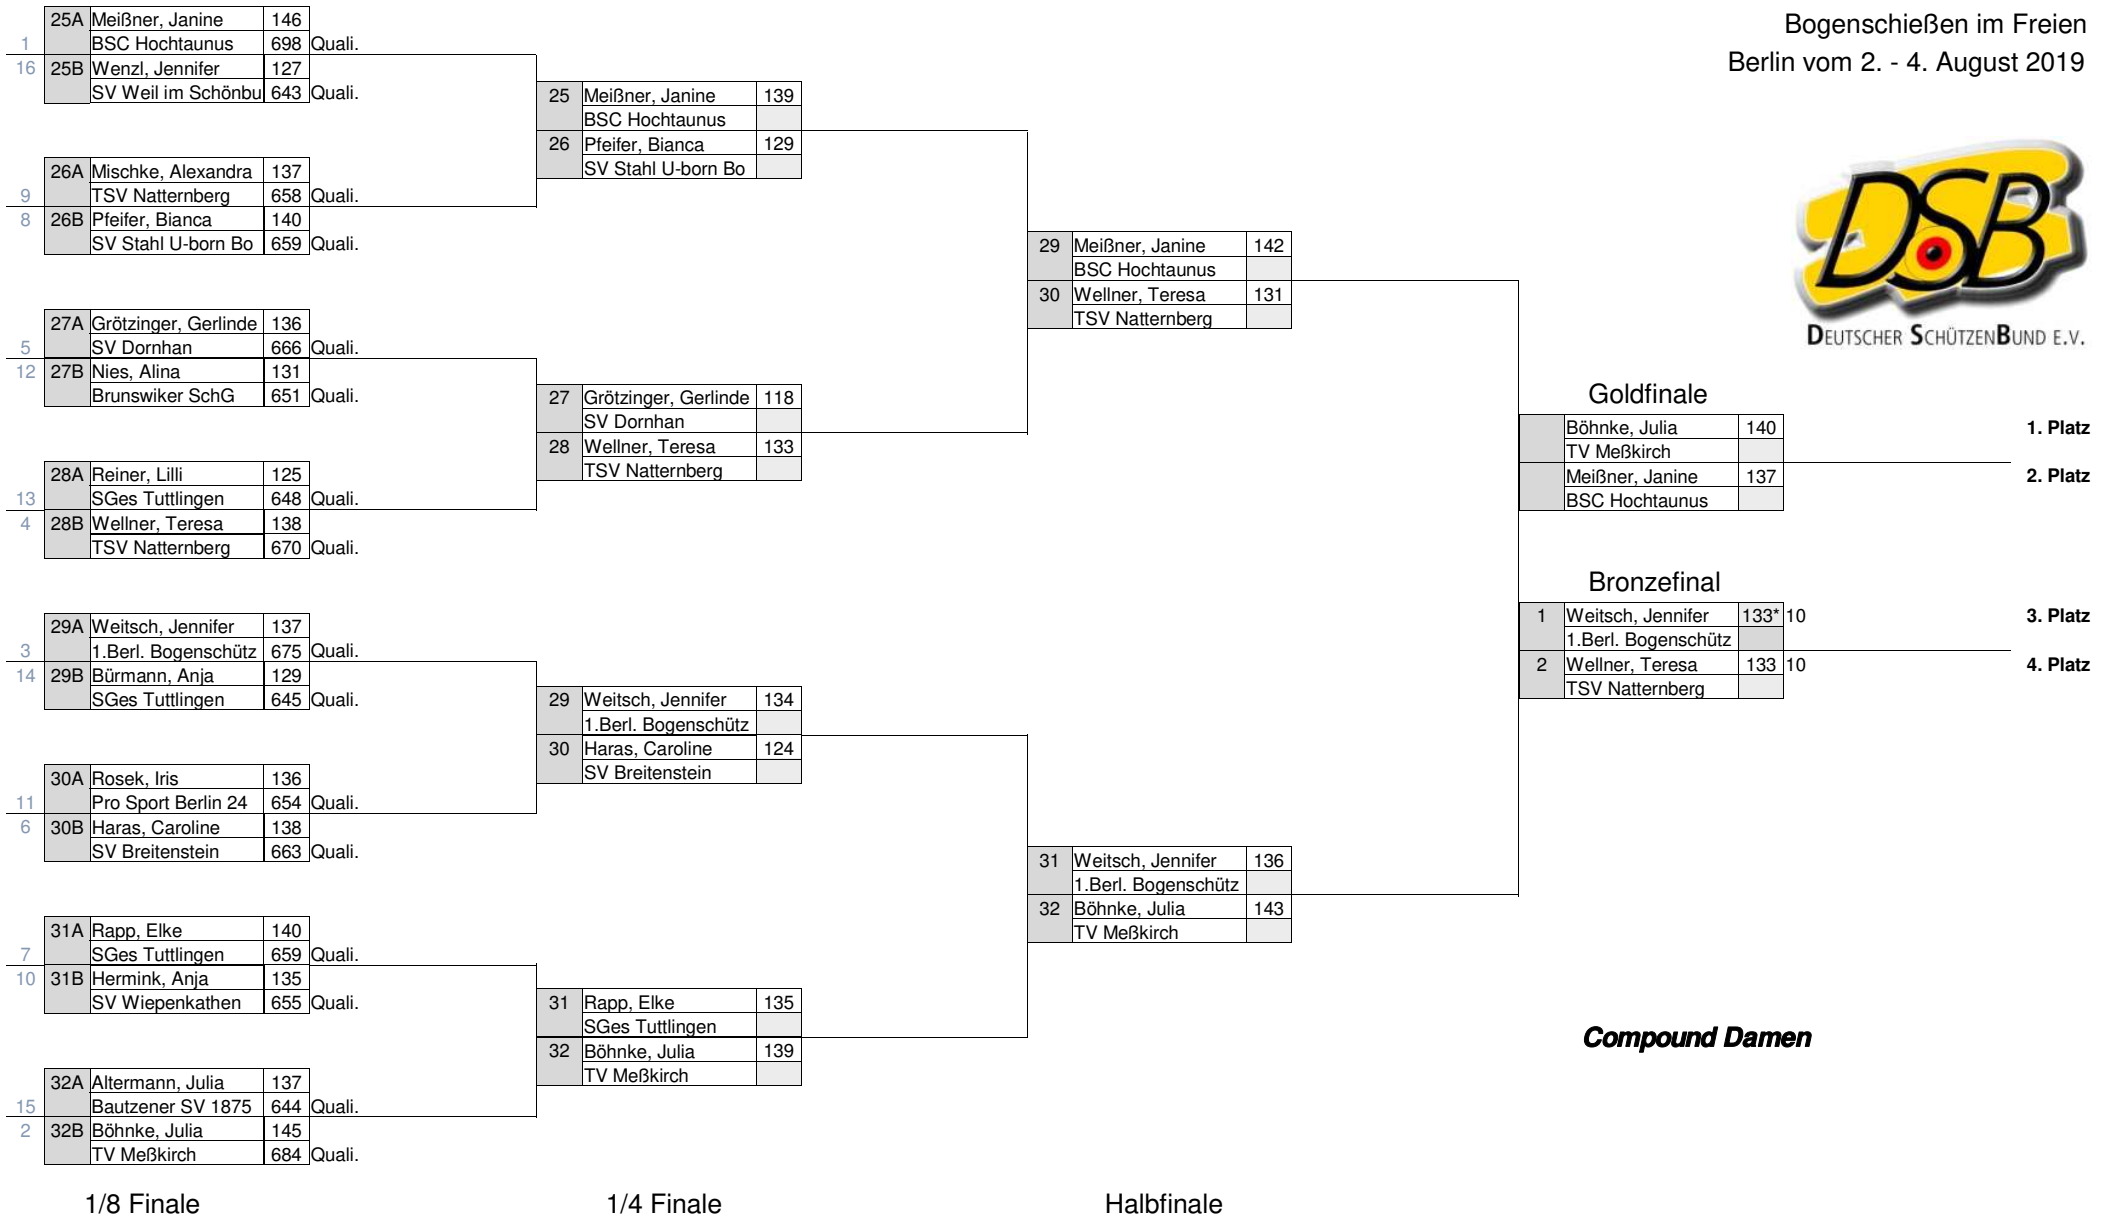 Bogenschießen im Freien
Berlin vom 2. - 4. August 2019
DSB
DEUTSCHER SCHÜTZENBUND E.V.
25A Meißner, Janine 146
1 BSC Hochtaunus 698 Quali.
16 25B Wenzl, Jennifer 127
SV Weil im Schönbu 643 Quali.
26A Mischke, Alexandra 137
9 TSV Natternberg 658 Quali.
8 26B Pfeifer, Bianca 140
SV Stahl U-born Bo 659 Quali.
27A Grötzinger, Gerlinde 136
5 SV Dornhan 666 Quali.
12 27B Nies, Alina 131
Brunswiker SchG 651 Quali.
28A Reiner, Lilli 125
13 SGes Tuttlingen 648 Quali.
4 28B Wellner, Teresa 138
TSV Natternberg 670 Quali.
29A Weitsch, Jennifer 137
3 1.Berl. Bogenschütz 675 Quali.
14 29B Bürmann, Anja 129
SGes Tuttlingen 645 Quali.
30A Rosek, Iris 136
11 Pro Sport Berlin 24 654 Quali.
6 30B Haras, Caroline 138
SV Breitenstein 663 Quali.
31A Rapp, Elke 140
7 SGes Tuttlingen 659 Quali.
10 31B Hermink, Anja 135
SV Wiepenkathen 655 Quali.
32A Altermann, Julia 137
15 Bautzener SV 1875 644 Quali.
2 32B Böhnke, Julia 145
TV Meßkirch 684 Quali.
1/8 Finale
25 Meißner, Janine 139
BSC Hochtaunus
26 Pfeifer, Bianca 129
SV Stahl U-born Bo
27 Grötzinger, Gerlinde 118
SV Dornhan
28 Wellner, Teresa 133
TSV Natternberg
29 Weitsch, Jennifer 134
1.Berl. Bogenschütz
30 Haras, Caroline 124
SV Breitenstein
31 Rapp, Elke 135
SGes Tuttlingen
32 Böhnke, Julia 139
TV Meßkirch
1/4 Finale
29 Meißner, Janine 142
BSC Hochtaunus
30 Wellner, Teresa 131
TSV Natternberg
31 Weitsch, Jennifer 136
1.Berl. Bogenschütz
32 Böhnke, Julia 143
TV Meßkirch
Halbfinale
Goldfinale
Böhnke, Julia 140 1. Platz
TV Meßkirch
Meißner, Janine 137 2. Platz
BSC Hochtaunus
Bronzefinal
1 Weitsch, Jennifer 133* 10 3. Platz
1.Berl. Bogenschütz
2 Wellner, Teresa 133 10 4. Platz
TSV Natternberg
Compound Damen